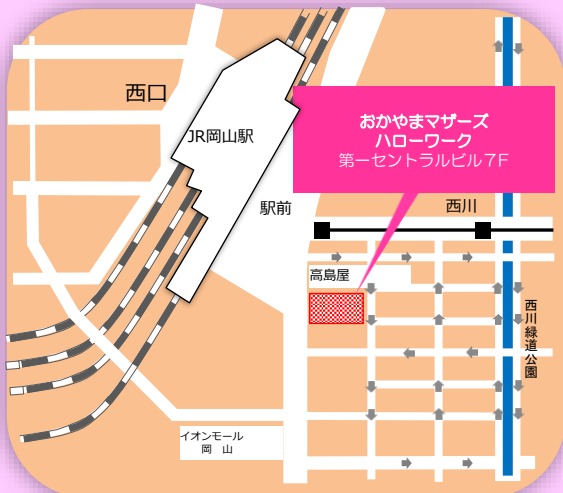 西口
JR岡山駅
おかやまマザーズ
ハローワーク
第一セントラルビル7F
駅前
西川
高島屋
西川緑道公園
イオンモール
岡 山